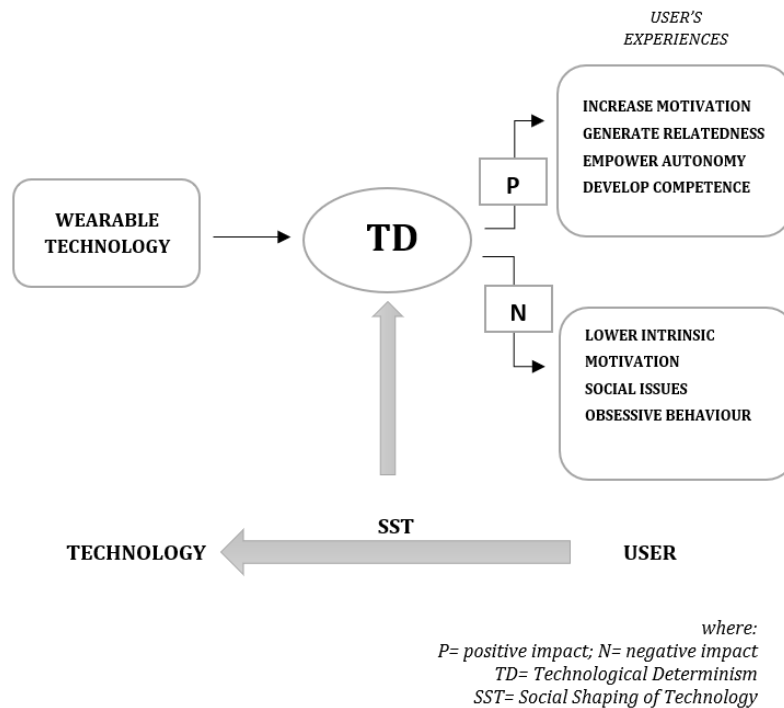 USER'S
EXPERIENCES
INCREASE MOTIVATION
GENERATE RELATEDNESS
EMPOWER AUTONOMY
DEVELOP COMPETENCE
P
WEARABLE
TECHNOLOGY
TD
N
LOWER INTRINSIC
MOTIVATION
SOCIAL ISSUES
OBSESSIVE BEHAVIOUR
SST
TECHNOLOGY
USER
where:
P= positive impact; N= negative impact
TD= Technological Determinism
SST= Social Shaping of Technology